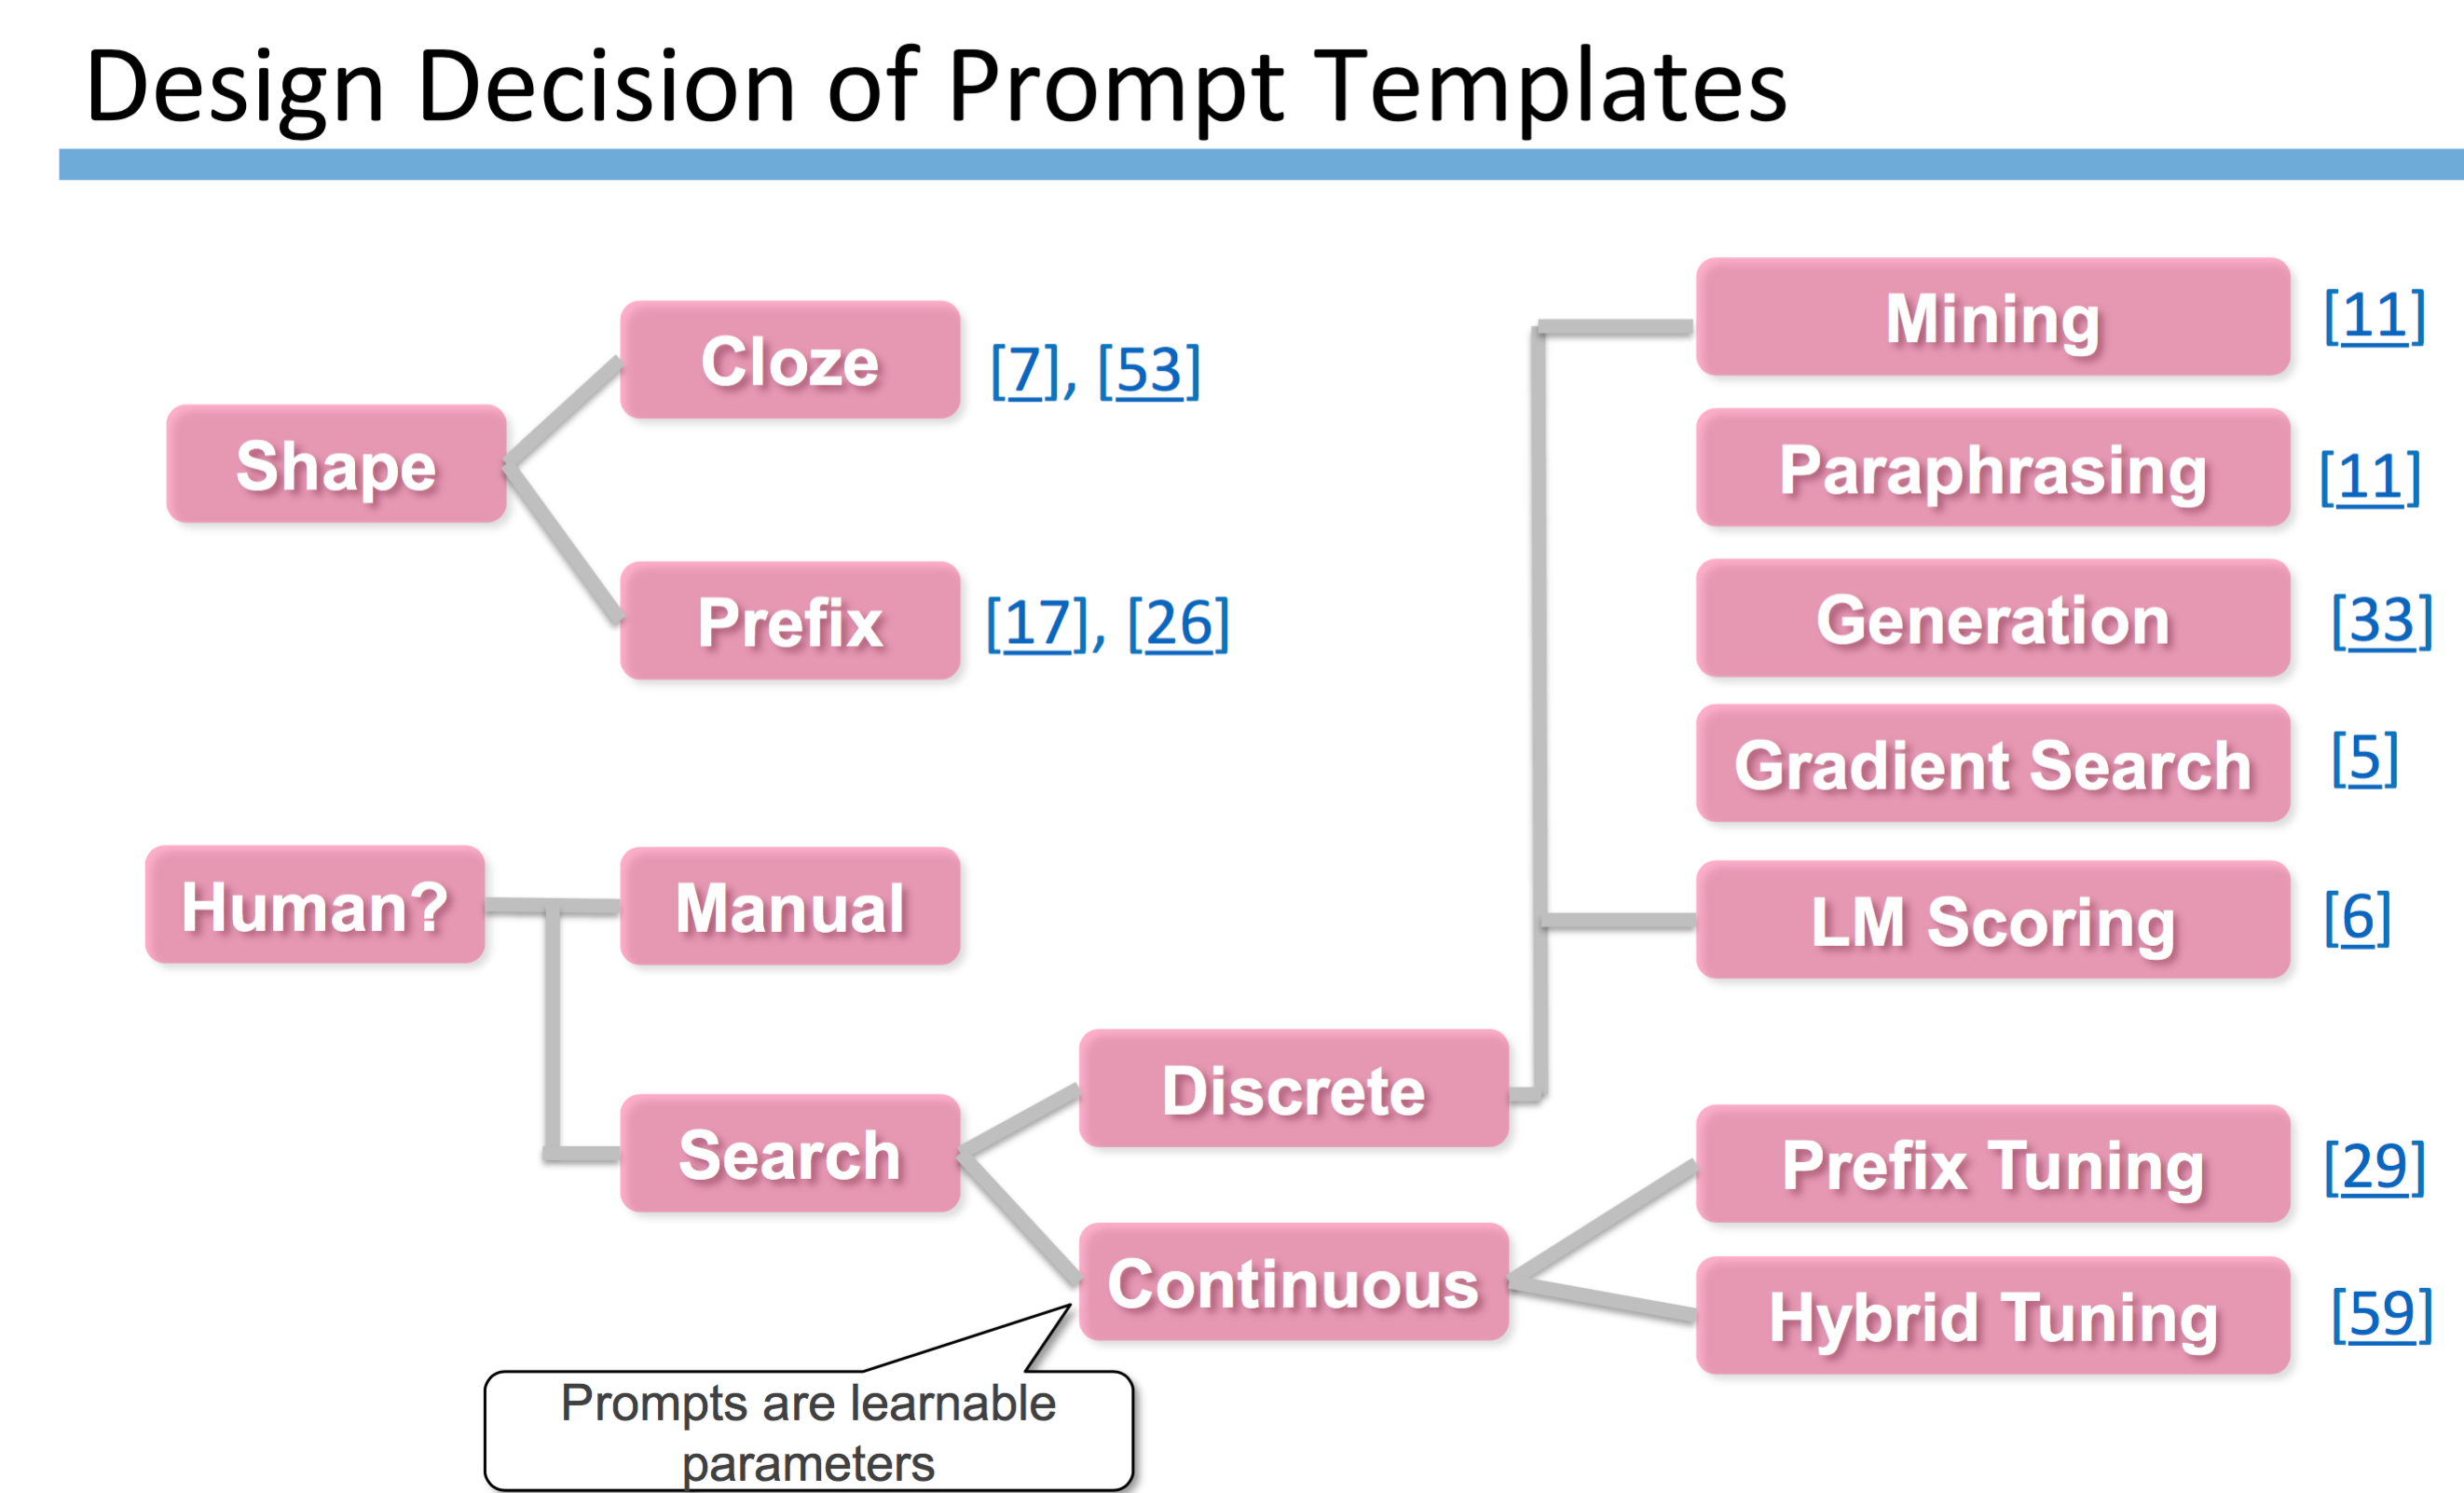 Design Decision of Prompt Templates
Shape
Cloze
[7], [53]
Prefix
[17], [26]
Human?
Manual
Search
Discrete
Continuous
Prompts are learnable
parameters
Mining
[11]
Paraphrasing
[11]
Generation
[33]
Gradient Search
[5]
LM Scoring
[6]
Prefix Tuning
[29]
Hybrid Tuning
[59]